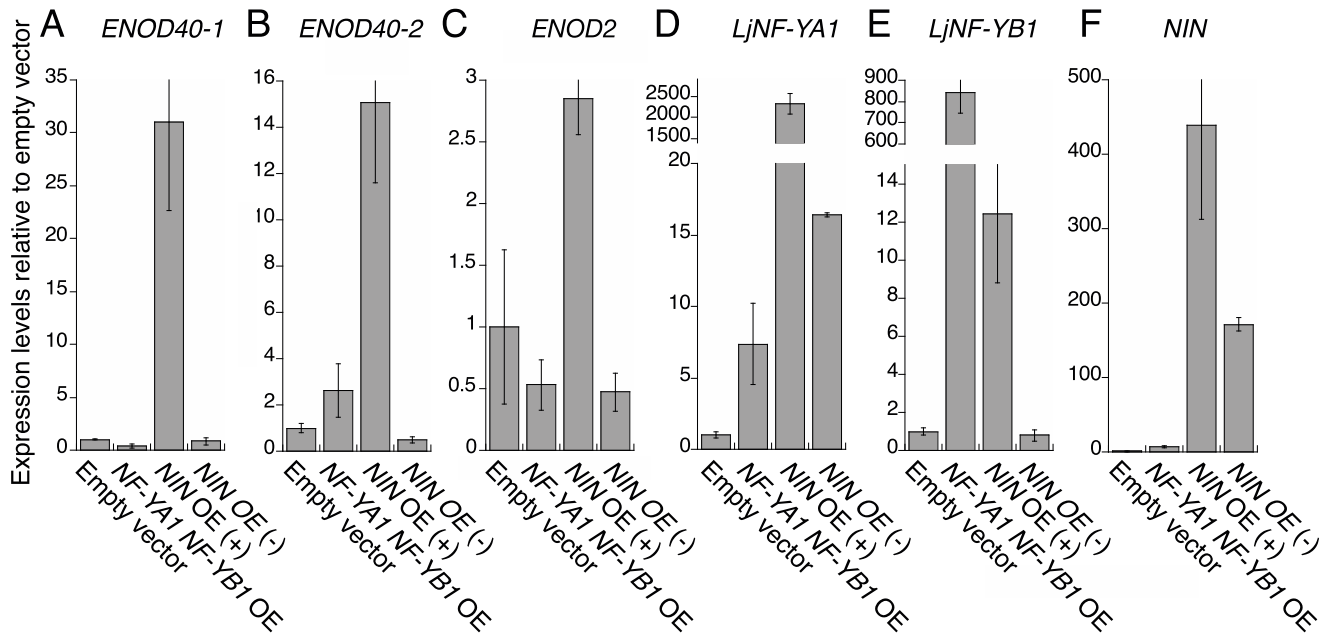 A ENOD40-1
B ENOD40-2
C ENOD2
D LjNF-YA1
E LjNF-YB1
F NIN
Expression levels relative to empty vector
35
30
25
20
15
10
5
0
Empty vector
NF-YA1 NF-YB1 OE
NIN OE (+)
NIN OE (-)
16
14
12
10
8
6
4
2
0
Empty vector
NF-YA1 NF-YB1 OE
NIN OE (+)
NIN OE (-)
3
2.5
2
1.5
1
0.5
0
Empty vector
NF-YA1 NF-YB1 OE
NIN OE (+)
NIN OE (-)
2500
2000
1500
20
15
10
5
0
Empty vector
NF-YA1 NF-YB1 OE
NIN OE (+)
NIN OE (-)
900
800
700
600
14
12
10
8
6
4
2
0
Empty vector
NF-YA1 NF-YB1 OE
NIN OE (+)
NIN OE (-)
500
400
300
200
100
0
Empty vector
NF-YA1 NF-YB1 OE
NIN OE (+)
NIN OE (-)